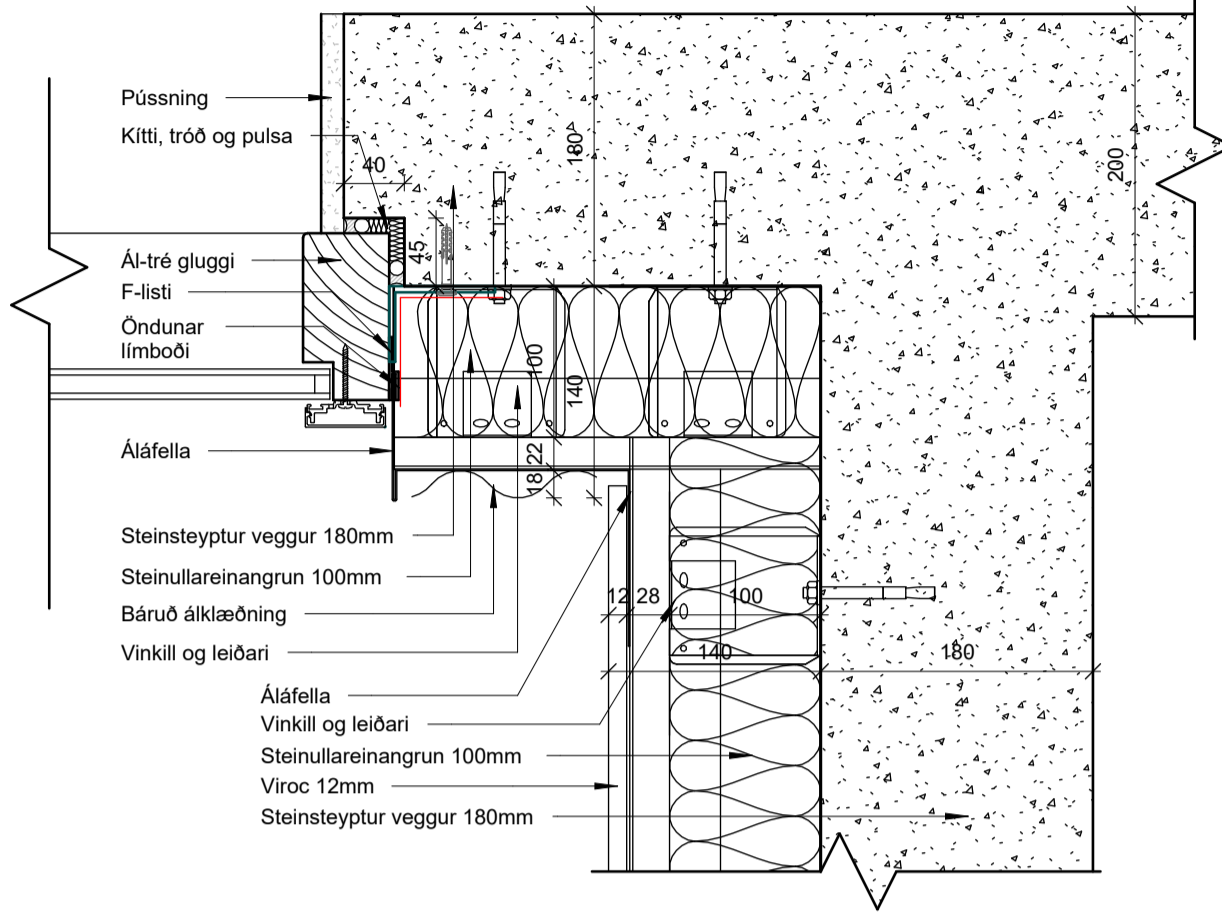 Pússning
Kítti, tróð og pulsa
Ál-tré gluggi
F-listi
Öndunar
límboði
Áláfella
Steinsteyptur veggur 180mm
Steinullareinangrun 100mm
Báruð álklæðning
Vinkill og leiðari
Áláfella
Vinkill og leiðari
Steinullareinangrun 100mm
Viroc 12mm
Steinsteyptur veggur 180mm
40
45
180
200
100
140
22
18
12
28
100
140
180